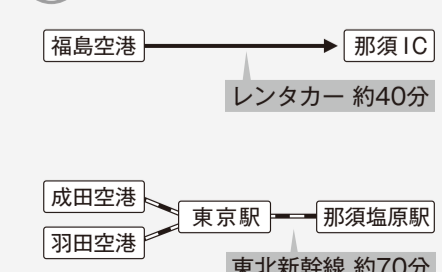 福島空港
那須IC
レンタカー 約40分
成田空港
東京駅
那須塩原駅
羽田空港
東北新幹線 約70分